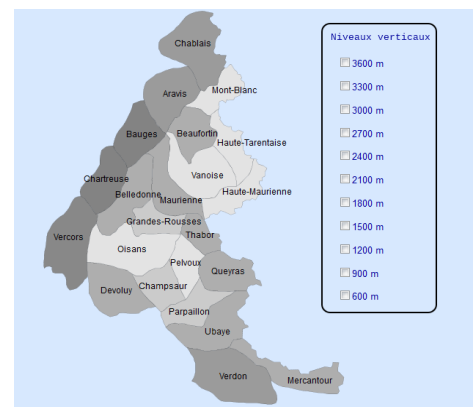 Chablais
Mont-Blanc
Aravis
Beaufortin
Bauges
Haute-Tarentaise
Vanoise
Chartreuse
Haute-Maurienne
Belledonne
Maurienne
Grandes-Rousses
Thabor
Vercors
Oisans
Pelvoux
Queyras
Devoluy
Champsaur
Parpaillon
Ubaye
Verdon
Mercantour
Niveaux verticaux
3600 m
3300 m
3000 m
2700 m
2400 m
2100 m
1800 m
1500 m
1200 m
900 m
600 m